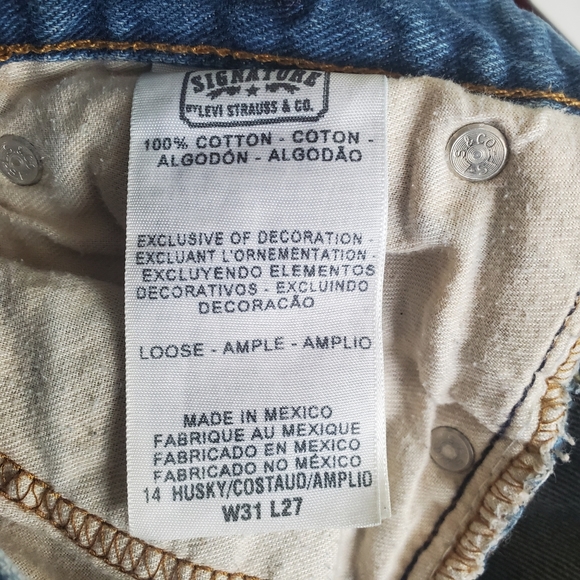 SIGNATURE
BY LEVI STRAUSS & CO.
100% COTTON - COTON -
ALGODÓN - ALGODÃO
EXCLUSIVE OF DECORATION -
EXCLUANT L'ORNEMENTATION -
EXCLUYENDO ELEMENTOS
DECORATIVOS - EXCLUINDO
DECORACÃO
LOOSE - AMPLE - AMPLIO
MADE IN MEXICO
FABRIQUE AU MEXIQUE
FABRICADO EN MEXICO
FABRICADO NO MÉXICO
14 HUSKY/COSTAUD/AMPLIO
W31 L27